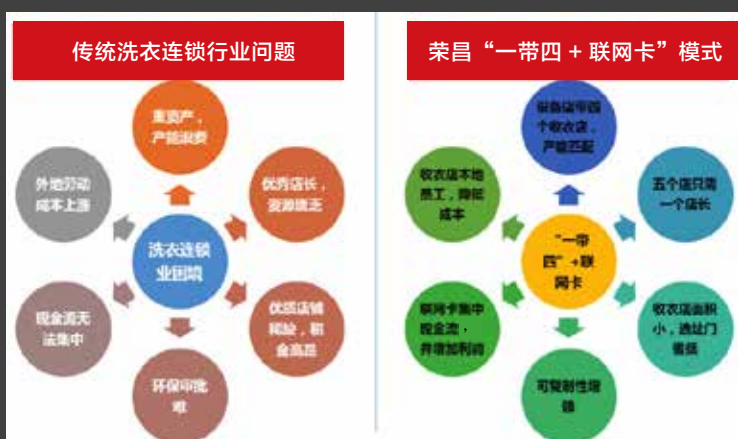 传统洗衣连锁行业问题
重资产，
产能浪费
优秀店长，
资源缺乏
优质店铺
稀缺，租
金高昂
环保审批
难
现金流无
法集中
外地劳动
成本上涨
洗衣连锁
业困境
荣昌“一带四 + 联网卡”模式
设备店带四
个收衣店，
产能匹配
五个店只需
一个店长
收衣店面积
小，选址门
槛低
可复制性增
强
联网卡集中
现金流，
并增加利润
收衣店本地
员工，降低
成本
“一带
四”+联
网卡